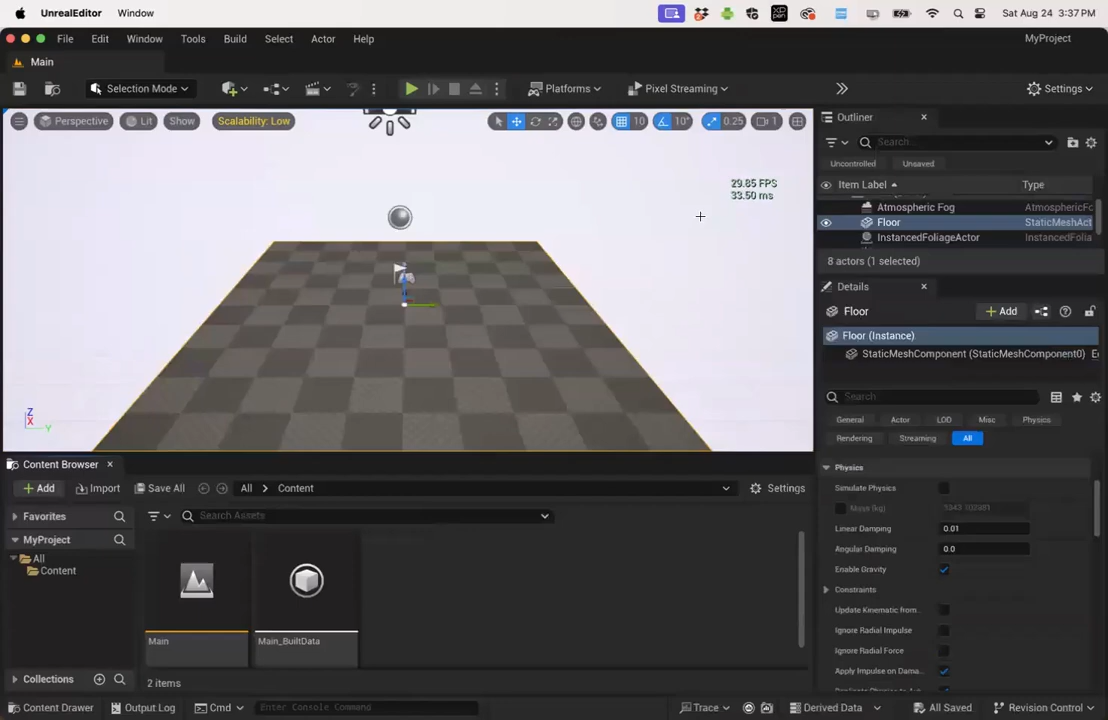 UnrealEditor Window Sat Aug 24 3:37 PM
File Edit Window Tools Build Select Actor Help MyProject
Main
Selection Mode Platforms Pixel Streaming Settings
Perspective Lit Show Scalability: Low 10 10° 0.25 1
29.85 FPS
33.50 ms
Z
X
Y
Outliner
Search...
Uncontrolled Unsaved
Item Label Type
Atmospheric Fog AtmosphericFo
Floor StaticMeshAct
InstancedFoliageActor InstancedFolia
8 actors (1 selected)
Details
Floor + Add
Floor (Instance)
StaticMeshComponent (StaticMeshComponent0)
Search
General Actor LOD Misc Physics
Rendering Streaming All
Physics
Simulate Physics
Mass (kg)
Linear Damping 0.01
Angular Damping 0.0
Enable Gravity
Constraints
Update Kinematic from...
Ignore Radial Impulse
Ignore Radial Force
Apply Impulse on Dama...
Content Browser
+ Add Import Save All All > Content Settings
Favorites
Search Assets
MyProject
All
Content
Main
Main_BuiltData
Collections
2 items
Content Drawer Output Log Cmd Enter Console Command Trace Derived Data All Saved Revision Control